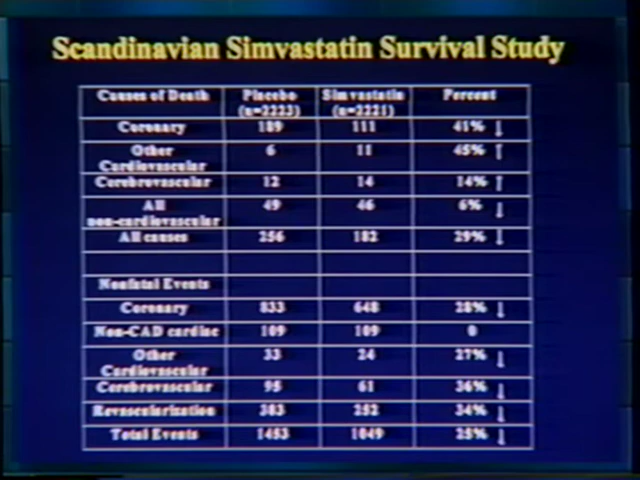 Scandinavian Simvastatin Survival Study
Causes of Death Placebo (n=2223) Simvastatin (n=2221) Percent
Coronary 189 111 41% ↓
Other Cardiovascular 6 11 45% ↑
Cerebrovascular 12 14 14% ↑
All non-cardiovascular 49 46 6% ↓
All causes 256 182 29% ↓
Nonfatal Events
Coronary 833 648 28% ↓
Non-CAD cardiac 109 109 0
Other Cardiovascular 33 24 27% ↓
Cerebrovascular 95 61 36% ↓
Revascularization 383 252 34% ↓
Total Events 1453 1049 25% ↓